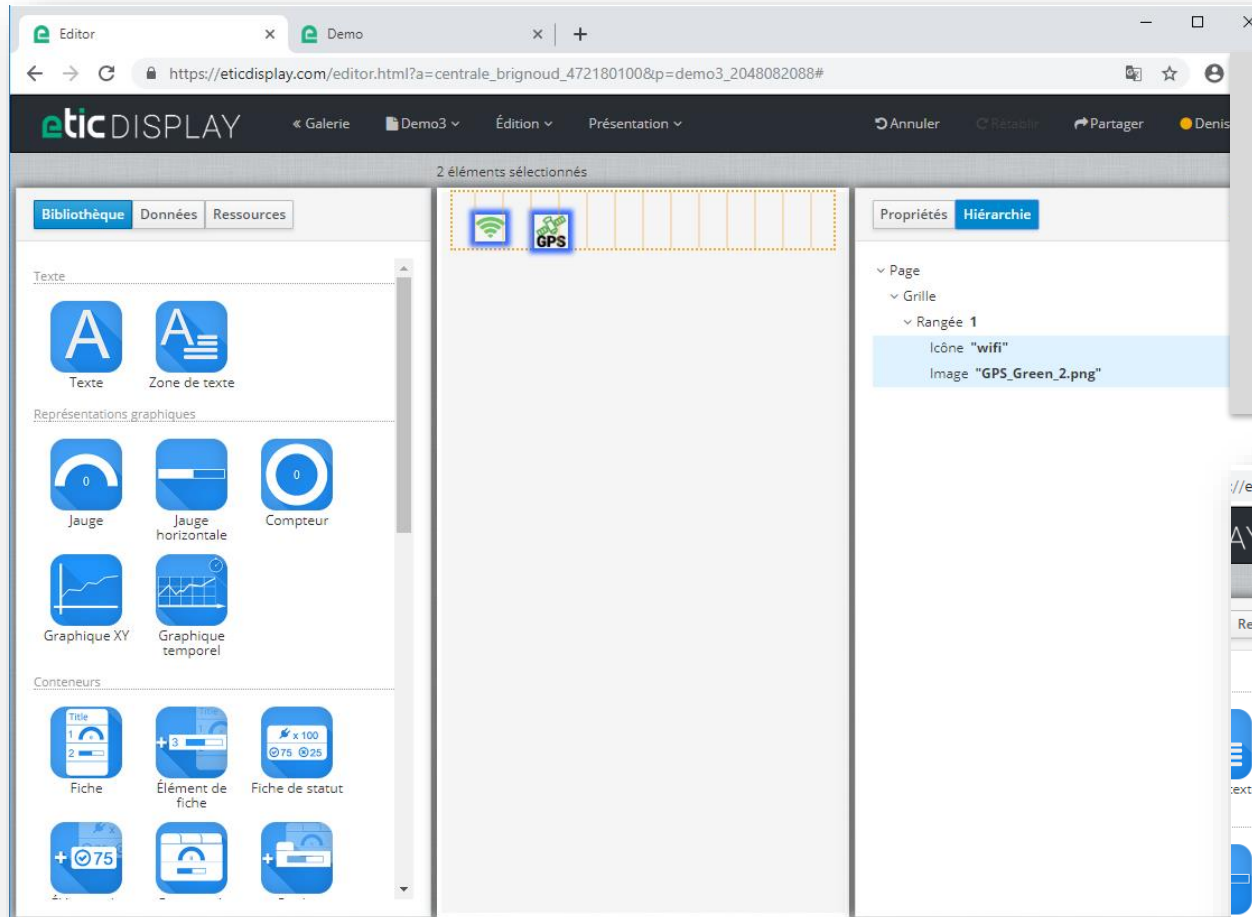 Editor
Demo
https://eticdisplay.com/editor.html?a=centrale_brignoud_472180100&p=demo3_2048082088#
eticDISPLAY
« Galerie
Demo3
Édition
Présentation
Annuler
Rétablir
Partager
Denis
2 éléments sélectionnés
Bibliothèque Données Ressources
Texte
A
A
Texte
Zone de texte
Représentations graphiques
0
0
Jauge
Jauge
horizontale
Compteur
Graphique XY
Graphique
temporel
Conteneurs
Title
1
2
+ 3
x 100
75 25
Fiche
Élément de
fiche
Fiche de statut
+ 75
+
GPS
Propriétés Hiérarchie
Page
Grille
Rangée 1
Icône "wifi"
Image "GPS_Green_2.png"
://e
AY
Re
text